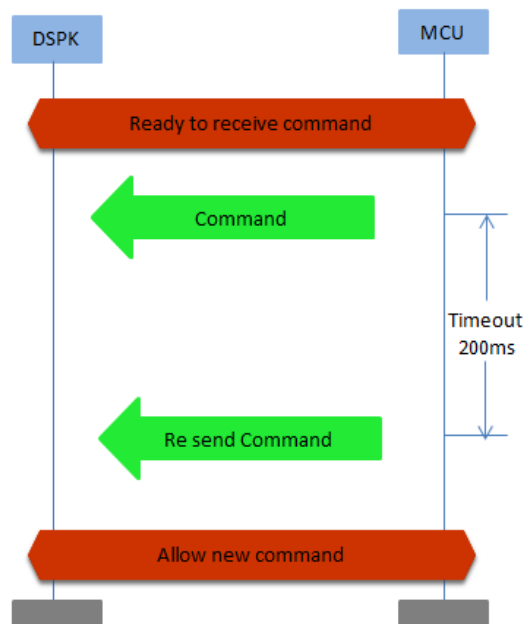 DSPK
MCU
Ready to receive command
Command
Timeout
200ms
Re send Command
Allow new command